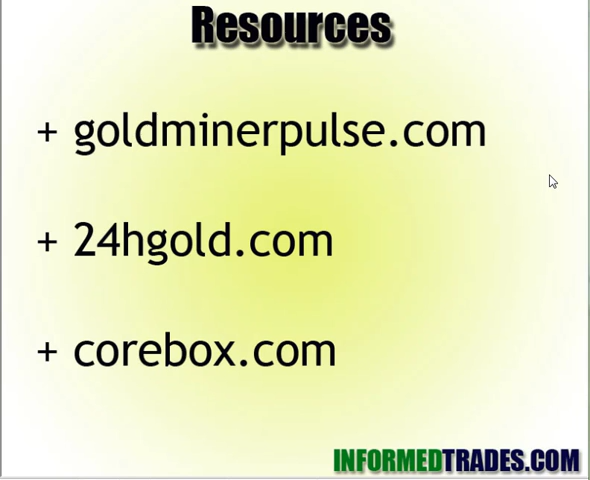 Resources
+ goldminerpulse.com
+ 24hgold.com
+ corebox.com
INFORMEDTRADES.COM